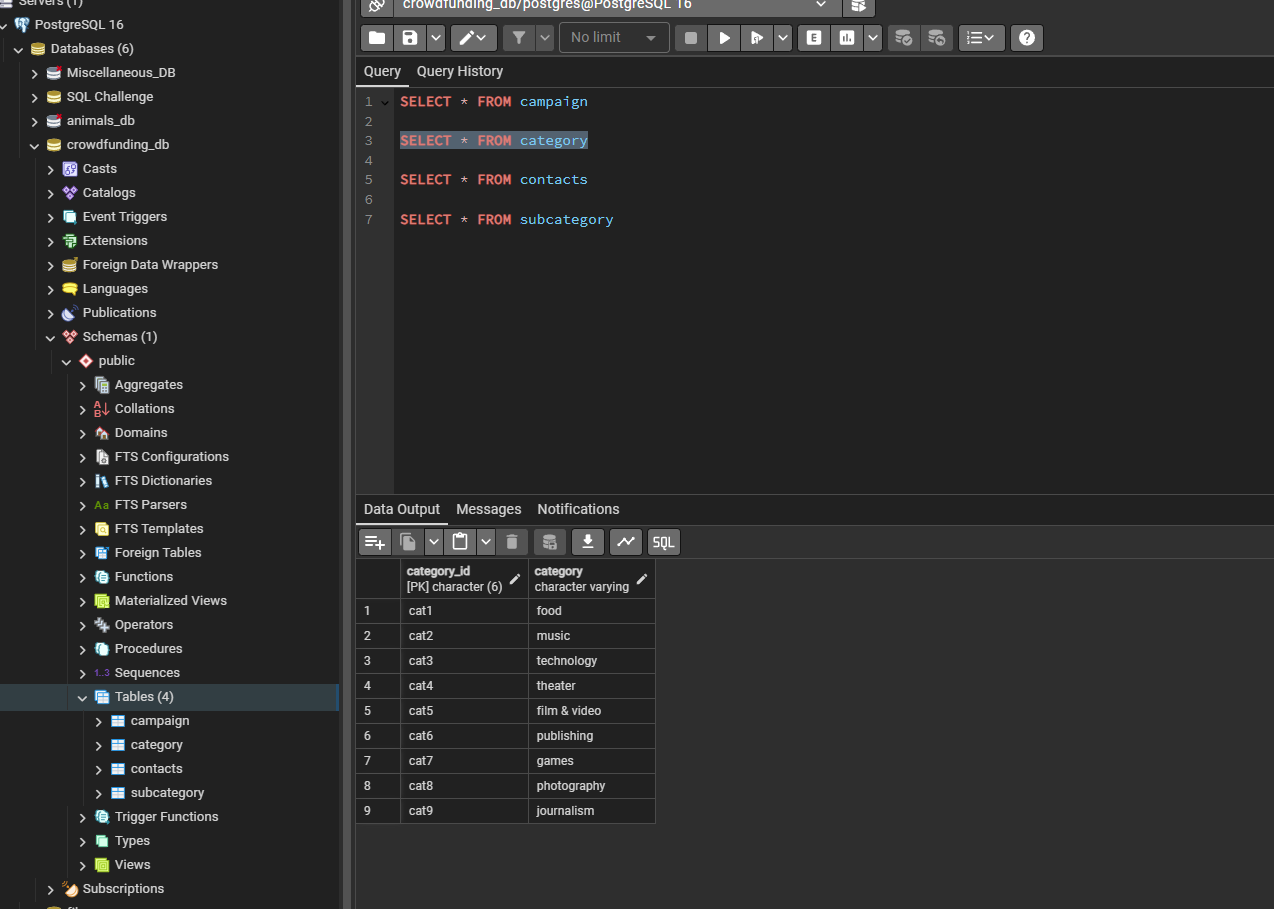 Servers (1)
PostgreSQL 16
Databases (6)
Miscellaneous_DB
SQL Challenge
animals_db
crowdfunding_db
Casts
Catalogs
Event Triggers
Extensions
Foreign Data Wrappers
Languages
Publications
Schemas (1)
public
Aggregates
Collations
Domains
FTS Configurations
FTS Dictionaries
Aa FTS Parsers
FTS Templates
Foreign Tables
Functions
Materialized Views
Operators
Procedures
1..3 Sequences
Tables (4)
campaign
category
contacts
subcategory
Trigger Functions
Types
Views
Subscriptions
crowdfunding_db/postgres@PostgreSQL 16
No limit
E
Query Query History
1 SELECT * FROM campaign
2
3 SELECT * FROM category
4
5 SELECT * FROM contacts
6
7 SELECT * FROM subcategory
Data Output Messages Notifications
SQL
category_id category
[PK] character (6) character varying
1 cat1 food
2 cat2 music
3 cat3 technology
4 cat4 theater
5 cat5 film & video
6 cat6 publishing
7 cat7 games
8 cat8 photography
9 cat9 journalism